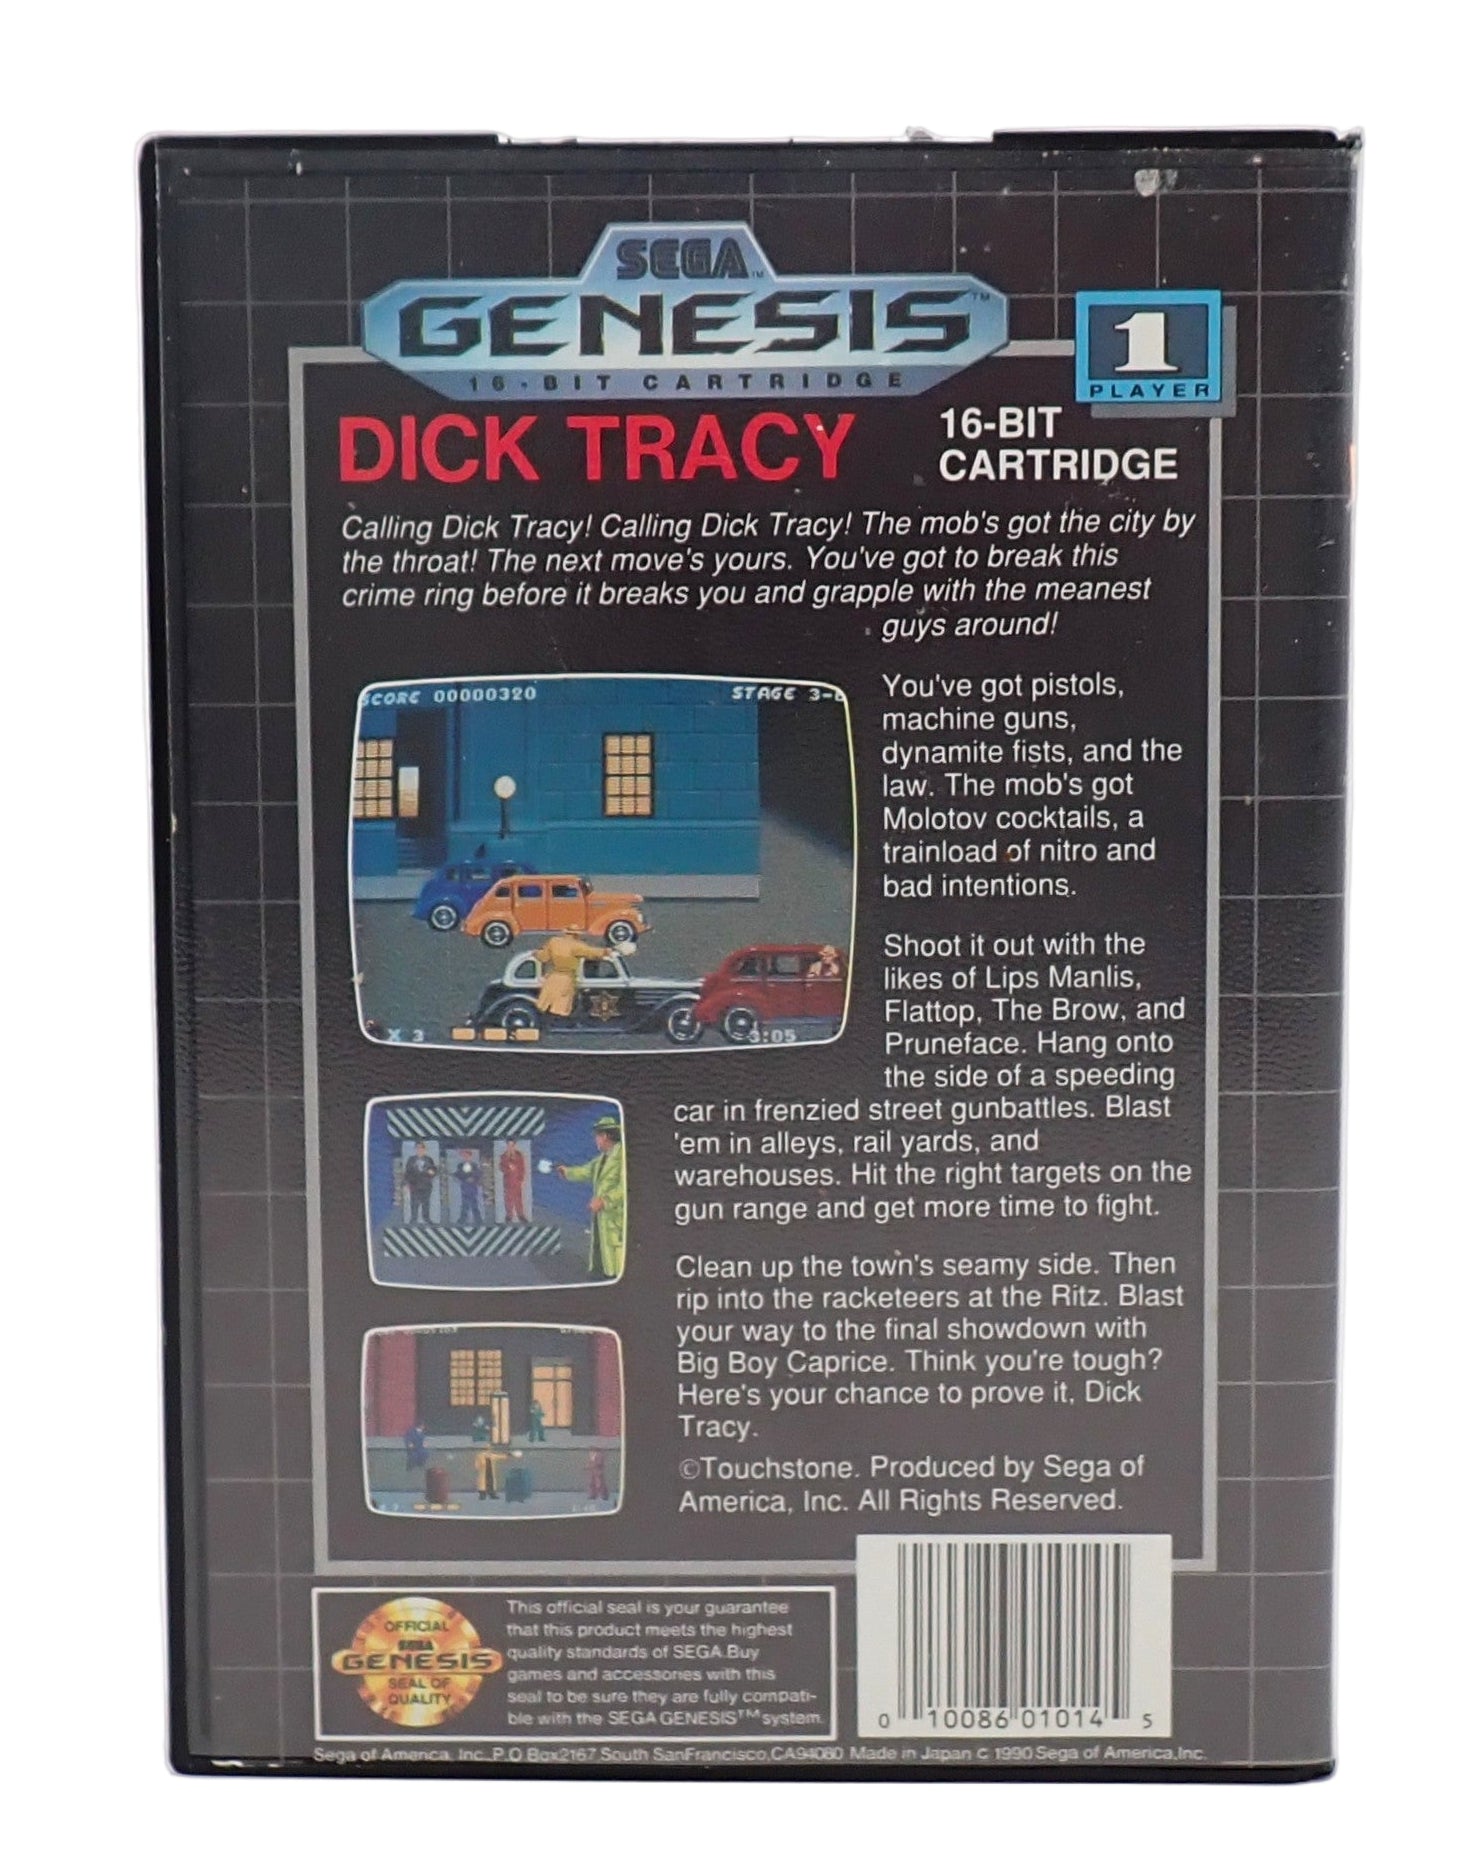 SEGA™
GENESIS™
16-BIT CARTRIDGE
1
PLAYER
DICK TRACY
16-BIT
CARTRIDGE
Calling Dick Tracy! Calling Dick Tracy! The mob's got the city by
the throat! The next move's yours. You've got to break this
crime ring before it breaks you and grapple with the meanest
guys around!
SCORE 00000320
STAGE 3-
X 3
3:05
You've got pistols,
machine guns,
dynamite fists, and the
law. The mob's got
Molotov cocktails, a
trainload of nitro and
bad intentions.
Shoot it out with the
likes of Lips Manlis,
Flattop, The Brow, and
Pruneface. Hang onto
the side of a speeding
car in frenzied street gunbattles. Blast
'em in alleys, rail yards, and
warehouses. Hit the right targets on the
gun range and get more time to fight.
Clean up the town's seamy side. Then
rip into the racketeers at the Ritz. Blast
your way to the final showdown with
Big Boy Caprice. Think you're tough?
Here's your chance to prove it, Dick
Tracy.
©Touchstone. Produced by Sega of
America, Inc. All Rights Reserved.
OFFICIAL
SEGA
GENESIS
SEAL OF
QUALITY
This official seal is your guarantee
that this product meets the highest
quality standards of SEGA.Buy
games and accessories with this
seal to be sure they are fully compati-
ble with the SEGA GENESIS™ system.
0 10086 01014 5
Sega of America, Inc. P.O.Box2167 South SanFrancisco,CA94080 Made in Japan © 1990 Sega of America,Inc.